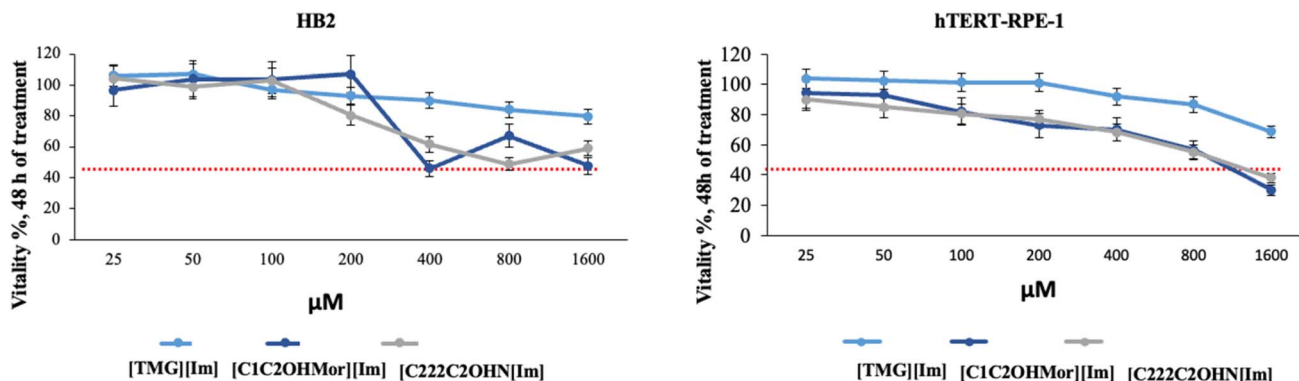 HB2
Vitality %, 48 h of treatment
120
100
80
60
40
20
0
25 50 100 200 400 800 1600
µM
[TMG][Im] [C1C2OHMor][Im] [C222C2OHN[Im]
hTERT-RPE-1
Vitality %, 48h of treatment
120
100
80
60
40
20
0
25 50 100 200 400 800 1600
µM
[TMG][Im] [C1C2OHMor][Im] [C222C2OHN[Im]